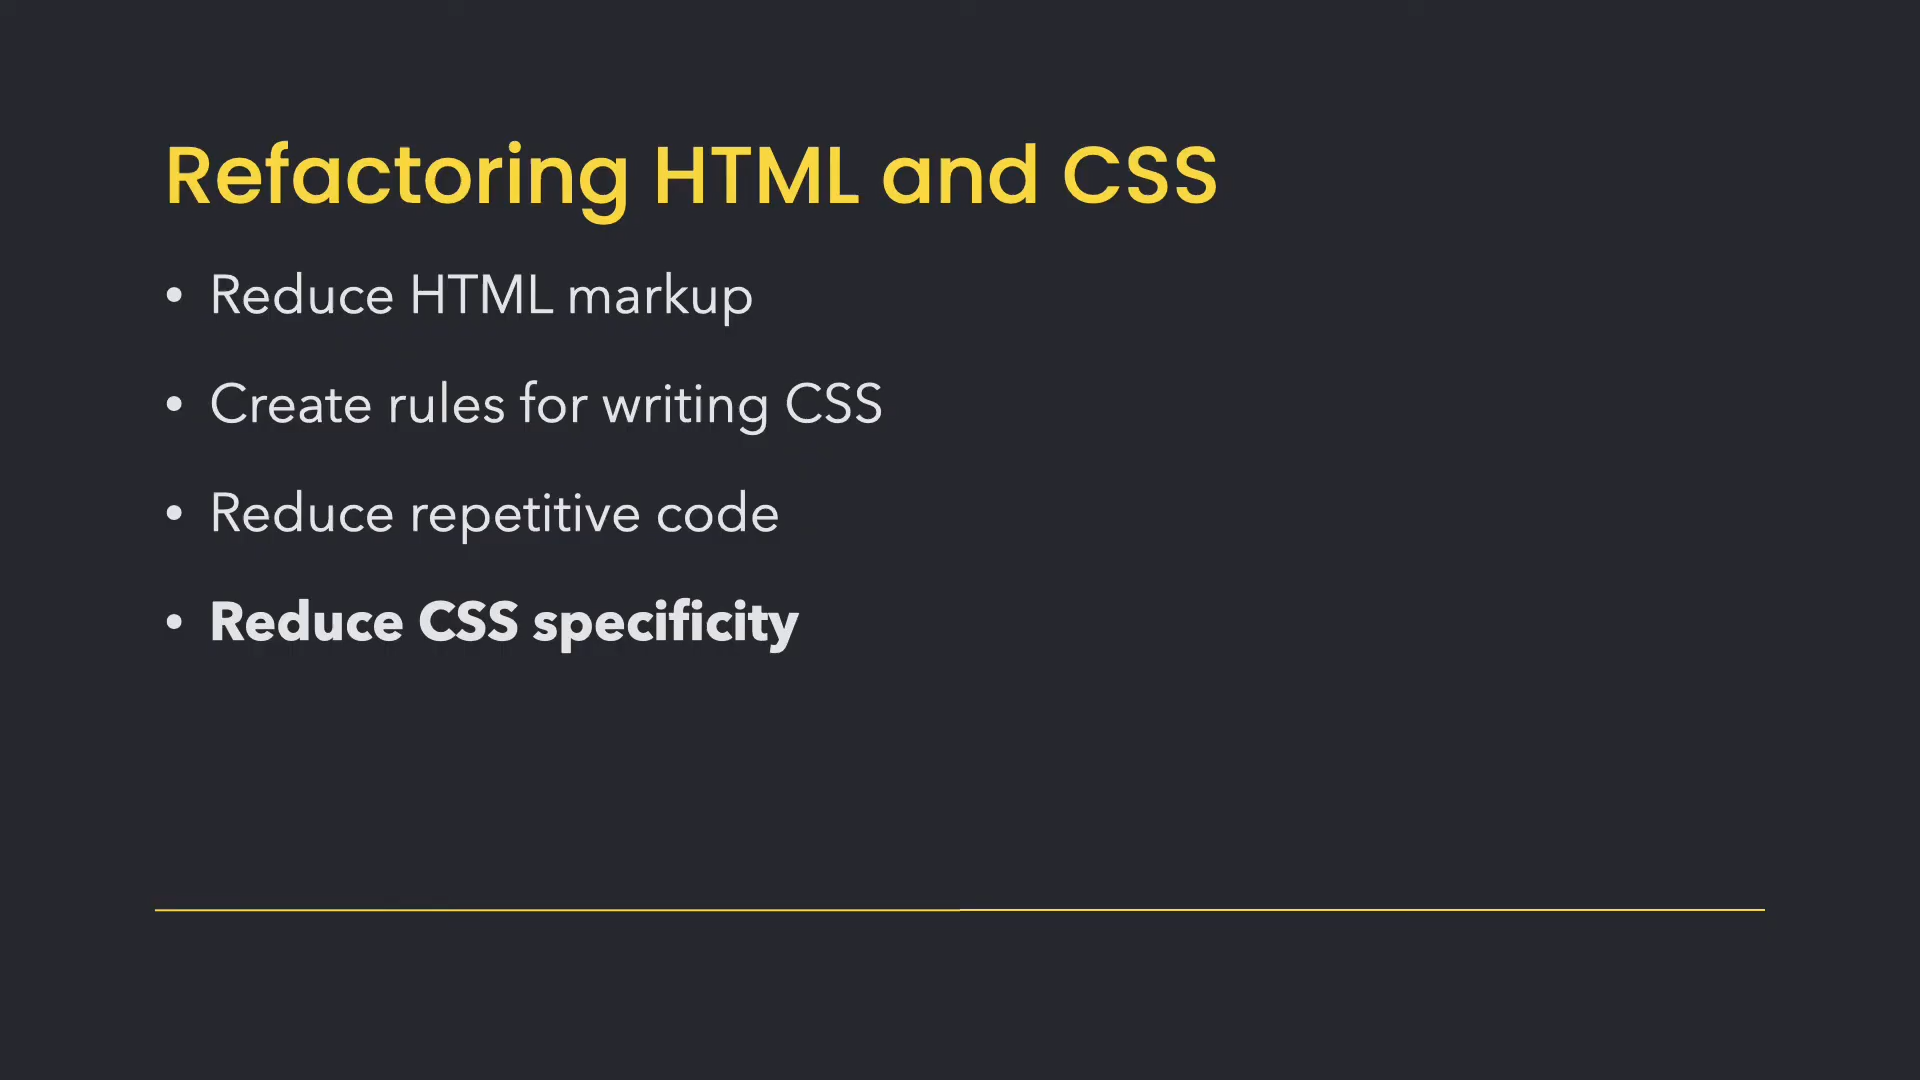 Refactoring HTML and CSS
• Reduce HTML markup
• Create rules for writing CSS
• Reduce repetitive code
• Reduce CSS specificity